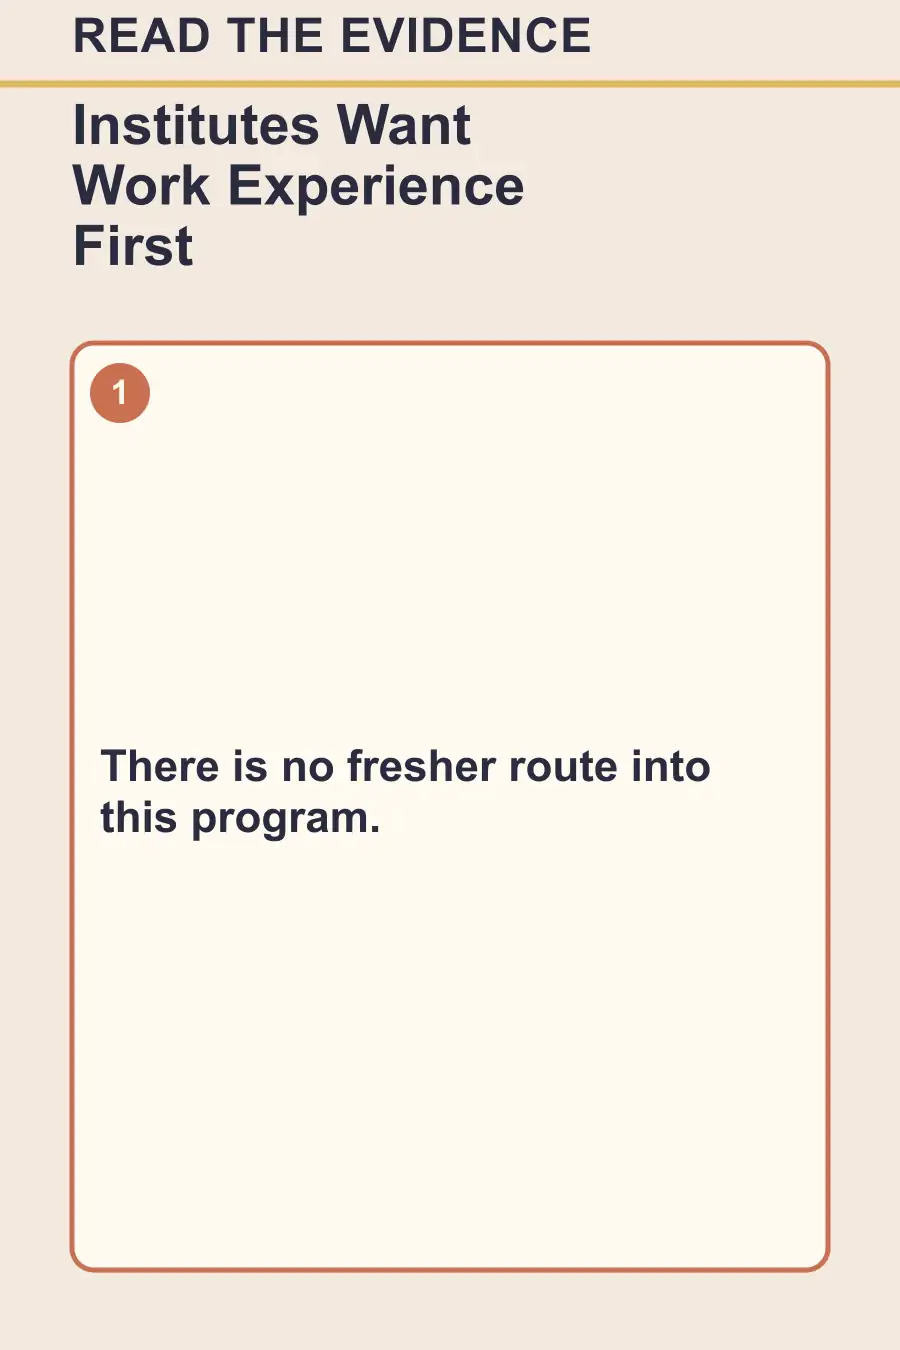 READ THE EVIDENCE
Institutes Want
Work Experience
First
1
There is no fresher route into
this program.